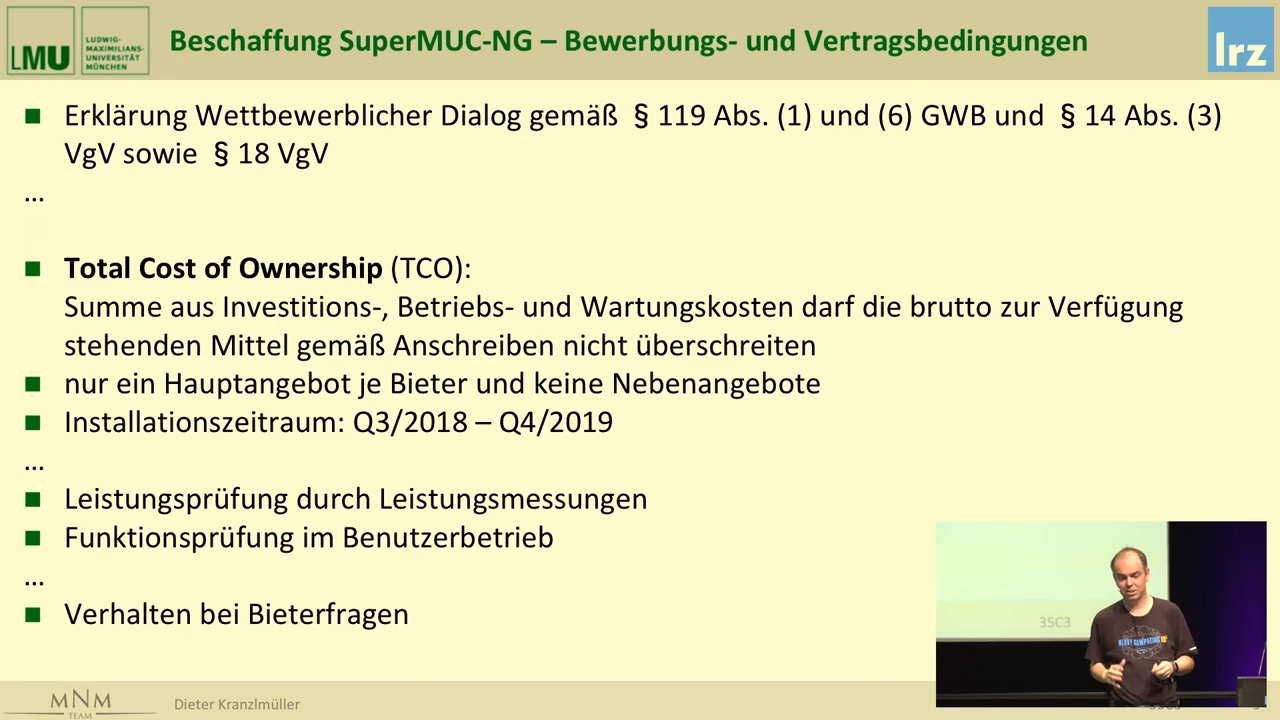 LMU
LUDWIG-
MAXIMILIANS-
UNIVERSITÄT
MÜNCHEN
Beschaffung SuperMUC-NG – Bewerbungs- und Vertragsbedingungen
lrz
Erklärung Wettbewerblicher Dialog gemäß § 119 Abs. (1) und (6) GWB und § 14 Abs. (3)
VgV sowie § 18 VgV
...
Total Cost of Ownership (TCO):
Summe aus Investitions-, Betriebs- und Wartungskosten darf die brutto zur Verfügung
stehenden Mittel gemäß Anschreiben nicht überschreiten
nur ein Hauptangebot je Bieter und keine Nebenangebote
Installationszeitraum: Q3/2018 – Q4/2019
...
Leistungsprüfung durch Leistungsmessungen
Funktionsprüfung im Benutzerbetrieb
...
Verhalten bei Bieterfragen
35C3
MNM
TEAM
Dieter Kranzlmüller